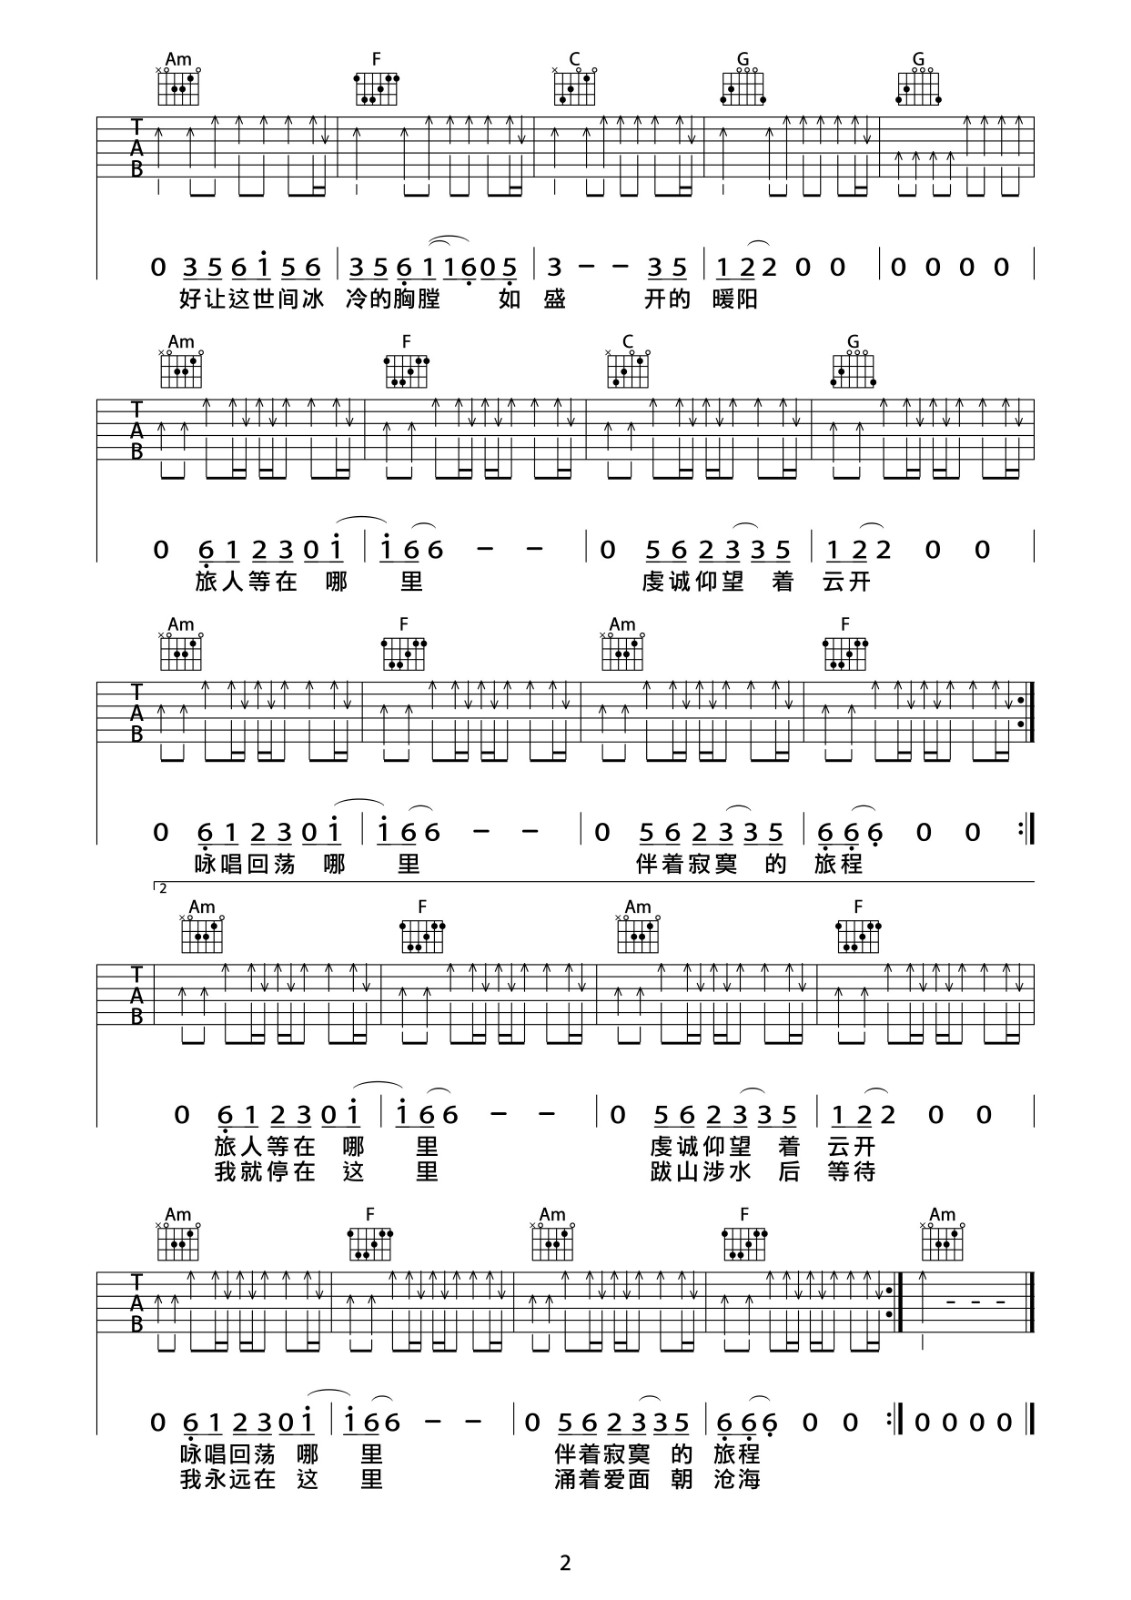 Am F C G G
T
A
B
0 3 5 6 1 5 6 3 5 6 1 1 6 0 5 3 – – 3 5 1 2 2 0 0 0 0 0 0
好让这世间冰 冷的胸膛 如 盛 开的 暖阳
Am F C G
T
A
B
0 6 1 2 3 0 1 1 6 6 – – 0 5 6 2 3 3 5 1 2 2 0 0
旅人等在 哪 里 虔诚仰望 着 云开
Am F Am F
T
A
B
0 6 1 2 3 0 1 1 6 6 – – 0 5 6 2 3 3 5 6 6 6 0 0
咏唱回荡 哪 里 伴着寂寞 的 旅程
2
Am F Am F
T
A
B
0 6 1 2 3 0 1 1 6 6 – – 0 5 6 2 3 3 5 1 2 2 0 0
旅人等在 哪 里 虔诚仰望 着 云开
我就停在 这 里 跋山涉水 后 等待
Am F Am F Am
T
A
B
– – –
0 6 1 2 3 0 1 1 6 6 – – 0 5 6 2 3 3 5 6 6 6 0 0 0 0 0 0
咏唱回荡 哪 里 伴着寂寞 的 旅程
我永远在 这 里 涌着爱面 朝 沧海
2